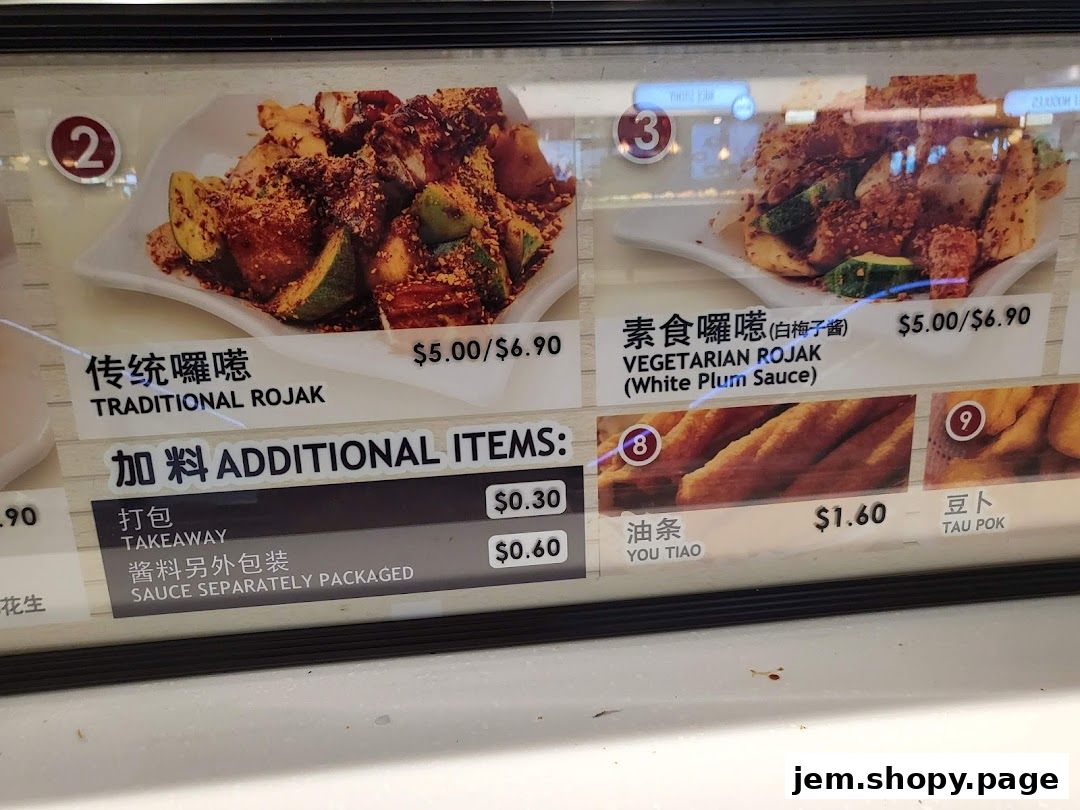 2
传统囉嗯
TRADITIONAL ROJAK
$5.00/$6.90
3
素食囉嗯(白梅子酱)
VEGETARIAN ROJAK
(White Plum Sauce)
$5.00/$6.90
加料 ADDITIONAL ITEMS:
打包
TAKEAWAY
$0.30
酱料另外包装
SAUCE SEPARATELY PACKAGED
$0.60
8
油条
YOU TIAO
$1.60
9
豆卜
TAU POK
.90
花生
jem.shopy.page